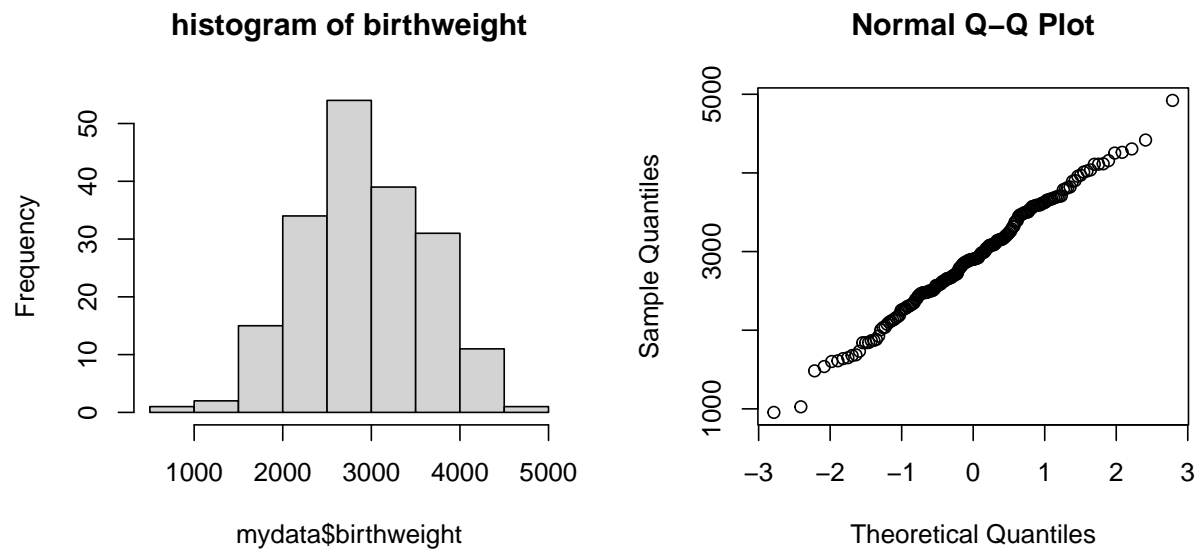 histogram of birthweight
Frequency
50
40
30
20
10
0
1000 2000 3000 4000 5000
mydata$birthweight
Normal Q−Q Plot
Sample Quantiles
5000
3000
1000
−3 −2 −1 0 1 2 3
Theoretical Quantiles